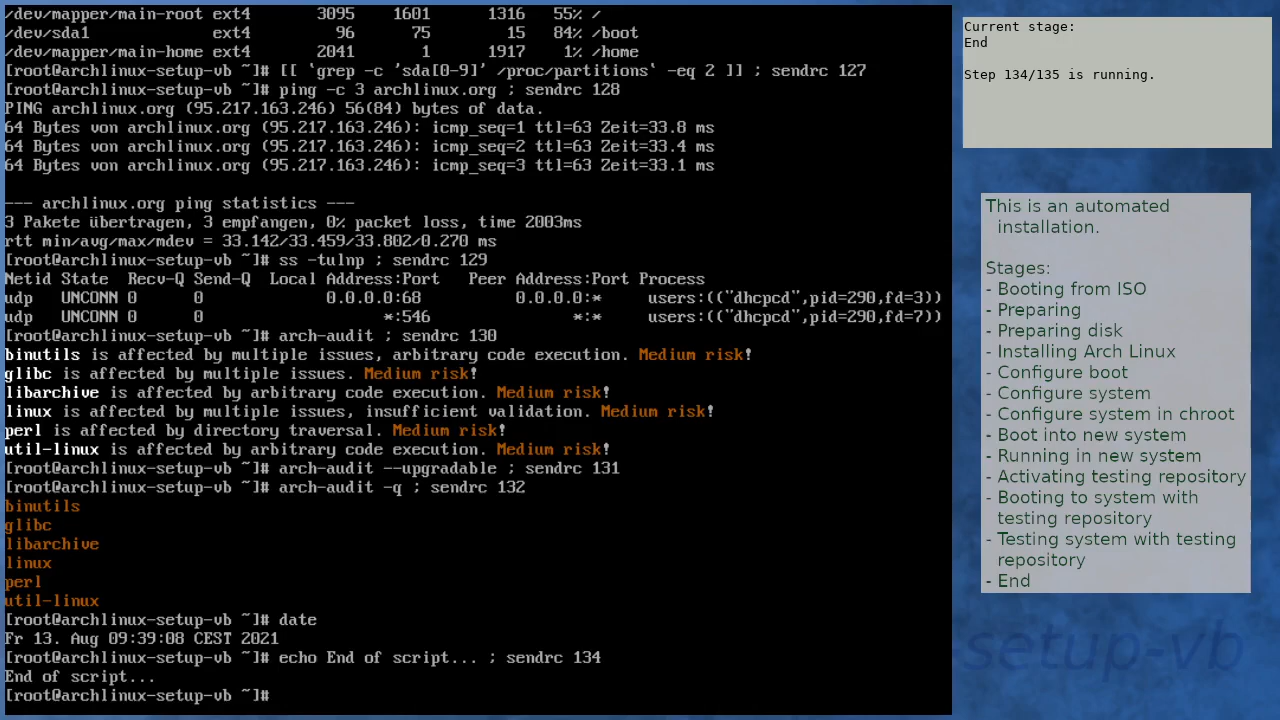 /dev/mapper/main-root ext4       3095    1601      1316   55% /
/dev/sda1             ext4         96      75        15   84% /boot
/dev/mapper/main-home ext4       2041       1      1917    1% /home
[root@archlinux-setup-vb ~]# [[ `grep -c 'sda[0-9]' /proc/partitions` -eq 2 ]] ; sendrc 127
[root@archlinux-setup-vb ~]# ping -c 3 archlinux.org ; sendrc 128
PING archlinux.org (95.217.163.246) 56(84) bytes of data.
64 Bytes von archlinux.org (95.217.163.246): icmp_seq=1 ttl=63 Zeit=33.8 ms
64 Bytes von archlinux.org (95.217.163.246): icmp_seq=2 ttl=63 Zeit=33.4 ms
64 Bytes von archlinux.org (95.217.163.246): icmp_seq=3 ttl=63 Zeit=33.1 ms
--- archlinux.org ping statistics ---
3 Pakete übertragen, 3 empfangen, 0% packet loss, time 2003ms
rtt min/avg/max/mdev = 33.142/33.459/33.802/0.270 ms
[root@archlinux-setup-vb ~]# ss -tulnp ; sendrc 129
Netid State  Recv-Q Send-Q  Local Address:Port   Peer Address:Port Process
udp   UNCONN 0      0             0.0.0.0:68          0.0.0.0:*     users:(("dhcpcd",pid=290,fd=3))
udp   UNCONN 0      0                  *:546               *:*     users:(("dhcpcd",pid=290,fd=7))
[root@archlinux-setup-vb ~]# arch-audit ; sendrc 130
binutils is affected by multiple issues, arbitrary code execution. Medium risk!
glibc is affected by multiple issues. Medium risk!
libarchive is affected by arbitrary code execution. Medium risk!
linux is affected by multiple issues, insufficient validation. Medium risk!
perl is affected by directory traversal. Medium risk!
util-linux is affected by arbitrary code execution. Medium risk!
[root@archlinux-setup-vb ~]# arch-audit --upgradable ; sendrc 131
[root@archlinux-setup-vb ~]# arch-audit -q ; sendrc 132
binutils
glibc
libarchive
linux
perl
util-linux
[root@archlinux-setup-vb ~]# date
Fr 13. Aug 09:39:08 CEST 2021
[root@archlinux-setup-vb ~]# echo End of script... ; sendrc 134
End of script...
[root@archlinux-setup-vb ~]#
Current stage:
End
Step 134/135 is running.
This is an automated
installation.
Stages:
- Booting from ISO
- Preparing
- Preparing disk
- Installing Arch Linux
- Configure boot
- Configure system
- Configure system in chroot
- Boot into new system
- Running in new system
- Activating testing repository
- Booting to system with
testing repository
- Testing system with testing
repository
- End
setup-vb